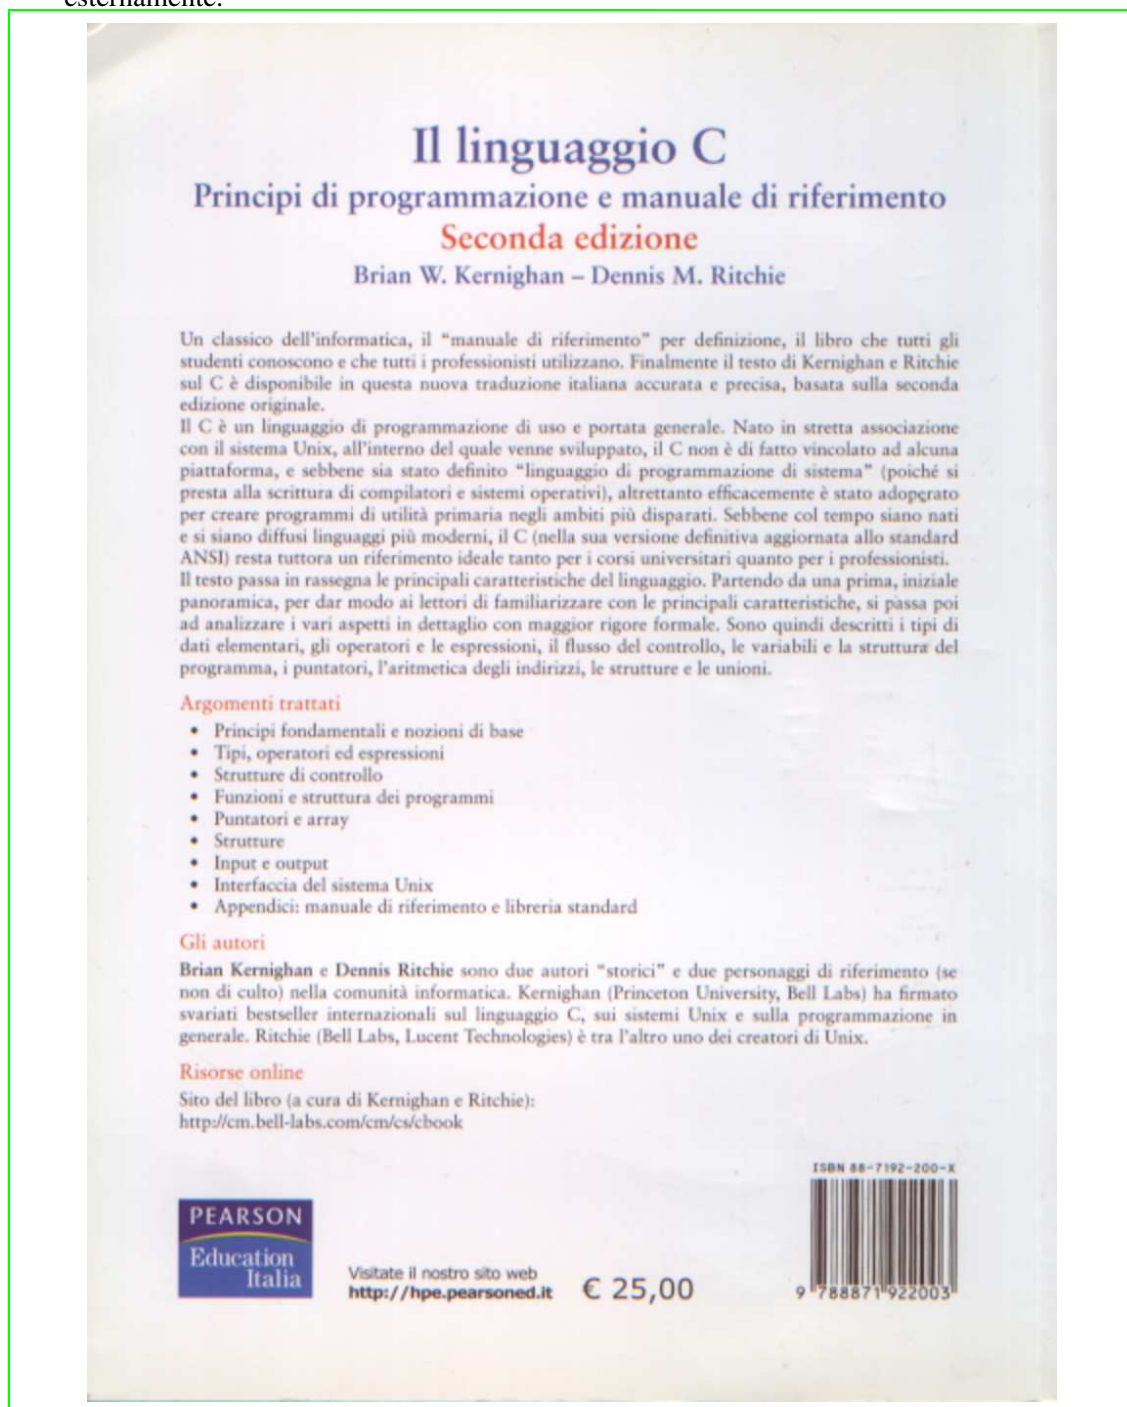 esternamente.
Il linguaggio C
Principi di programmazione e manuale di riferimento
Seconda edizione
Brian W. Kernighan – Dennis M. Ritchie
Un classico dell'informatica, il "manuale di riferimento" per definizione, il libro che tutti gli
studenti conoscono e che tutti i professionisti utilizzano. Finalmente il testo di Kernighan e Ritchie
sul C è disponibile in questa nuova traduzione italiana accurata e precisa, basata sulla seconda
edizione originale.
Il C è un linguaggio di programmazione di uso e portata generale. Nato in stretta associazione
con il sistema Unix, all'interno del quale venne sviluppato, il C non è di fatto vincolato ad alcuna
piattaforma, e sebbene sia stato definito "linguaggio di programmazione di sistema" (poiché si
presta alla scrittura di compilatori e sistemi operativi), altrettanto efficacemente è stato adoperato
per creare programmi di utilità primaria negli ambiti più disparati. Sebbene col tempo siano nati
e si siano diffusi linguaggi più moderni, il C (nella sua versione definitiva aggiornata allo standard
ANSI) resta tuttora un riferimento ideale tanto per i corsi universitari quanto per i professionisti.
Il testo passa in rassegna le principali caratteristiche del linguaggio. Partendo da una prima, iniziale
panoramica, per dar modo ai lettori di familiarizzare con le principali caratteristiche, si passa poi
ad analizzare i vari aspetti in dettaglio con maggior rigore formale. Sono quindi descritti i tipi di
dati elementari, gli operatori e le espressioni, il flusso del controllo, le variabili e la struttura del
programma, i puntatori, l'aritmetica degli indirizzi, le strutture e le unioni.
Argomenti trattati
• Principi fondamentali e nozioni di base
• Tipi, operatori ed espressioni
• Strutture di controllo
• Funzioni e struttura dei programmi
• Puntatori e array
• Strutture
• Input e output
• Interfaccia del sistema Unix
• Appendici: manuale di riferimento e libreria standard
Gli autori
Brian Kernighan e Dennis Ritchie sono due autori "storici" e due personaggi di riferimento (se
non di culto) nella comunità informatica. Kernighan (Princeton University, Bell Labs) ha firmato
svariati bestseller internazionali sul linguaggio C, sui sistemi Unix e sulla programmazione in
generale. Ritchie (Bell Labs, Lucent Technologies) è tra l'altro uno dei creatori di Unix.
Risorse online
Sito del libro (a cura di Kernighan e Ritchie):
http://cm.bell-labs.com/cm/cs/cbook
ISBN 88-7192-200-X
PEARSON
Education
Italia
Visitate il nostro sito web
http://hpe.pearsoned.it
€ 25,00
9 788871 922003